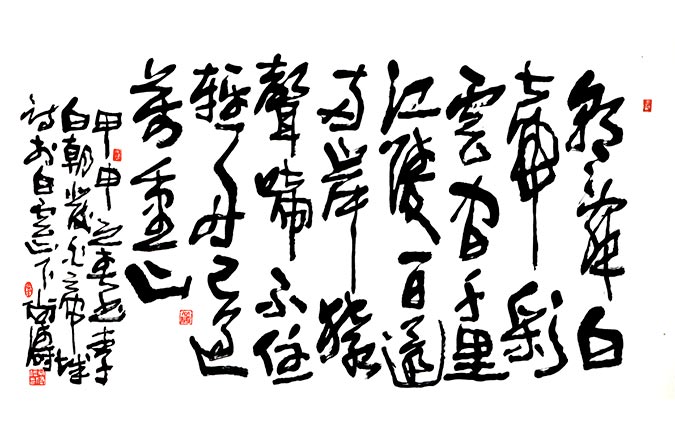 朝辭白
帝彩
雲間千里
江陵一日還
兩岸猿
聲啼不住
輕舟已過
萬重山
甲申之春書李
白朝發白帝城
詩於白雲山下